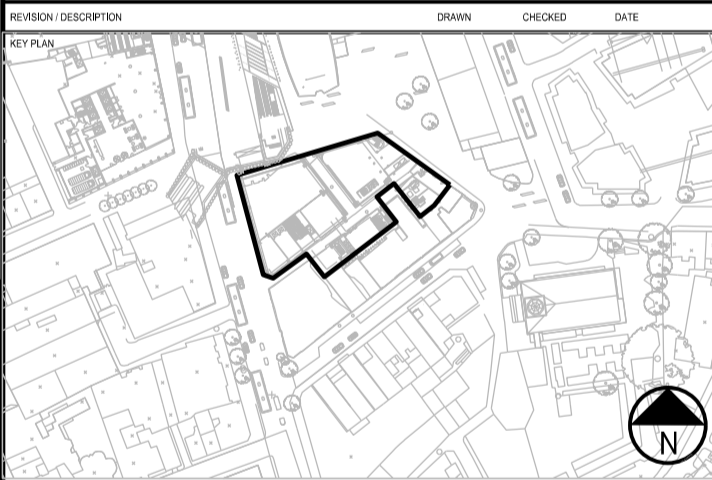 REVISION / DESCRIPTION DRAWN CHECKED DATE
KEY PLAN
N